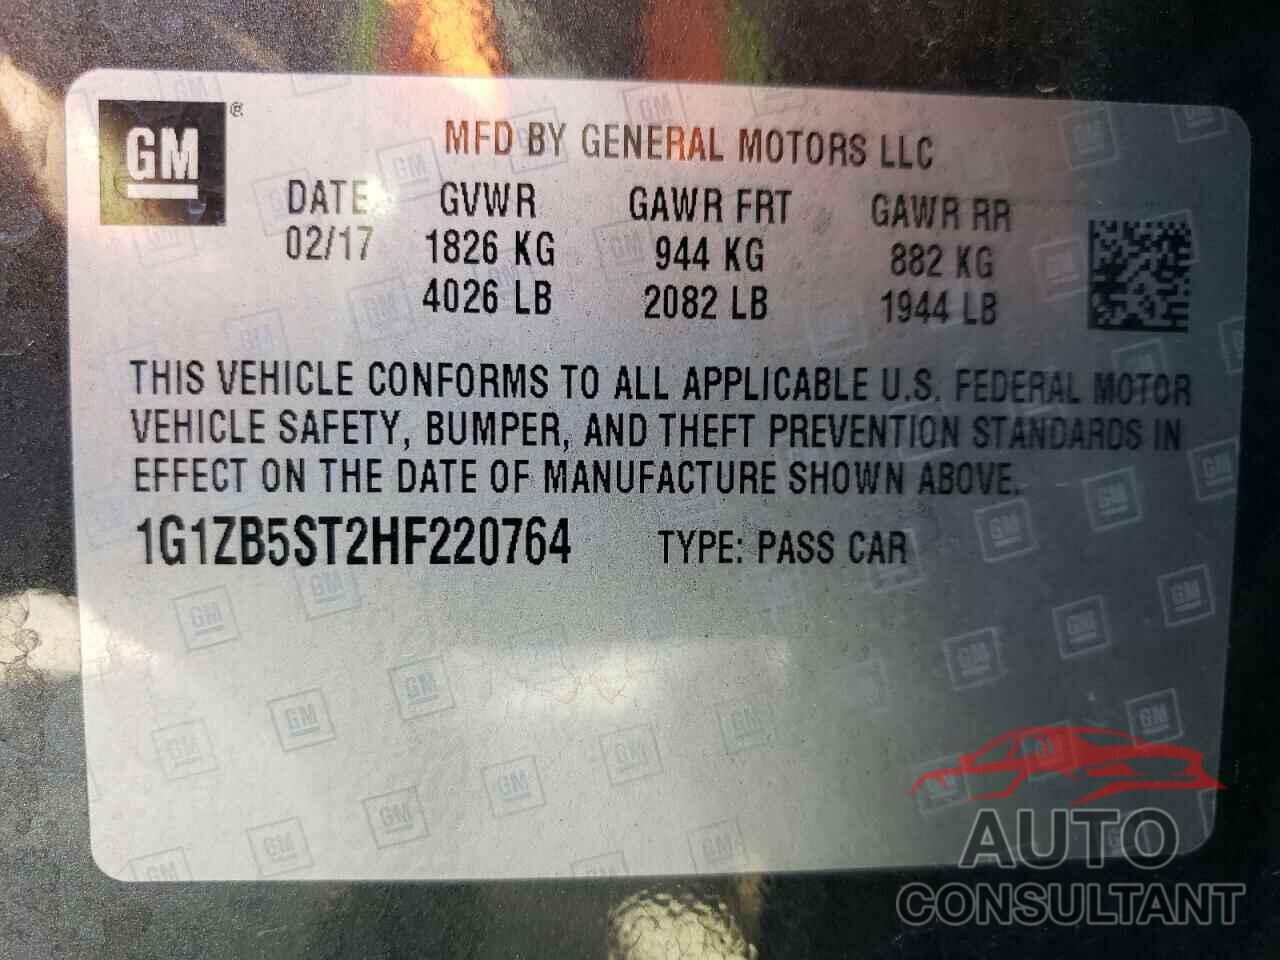 GM ®
MFD BY GENERAL MOTORS LLC
DATE GVWR GAWR FRT GAWR RR
02/17 1826 KG 944 KG 882 KG
4026 LB 2082 LB 1944 LB
THIS VEHICLE CONFORMS TO ALL APPLICABLE U.S. FEDERAL MOTOR
VEHICLE SAFETY, BUMPER, AND THEFT PREVENTION STANDARDS IN
EFFECT ON THE DATE OF MANUFACTURE SHOWN ABOVE.
1G1ZB5ST2HF220764 TYPE: PASS CAR
AUTO
CONSULTANT